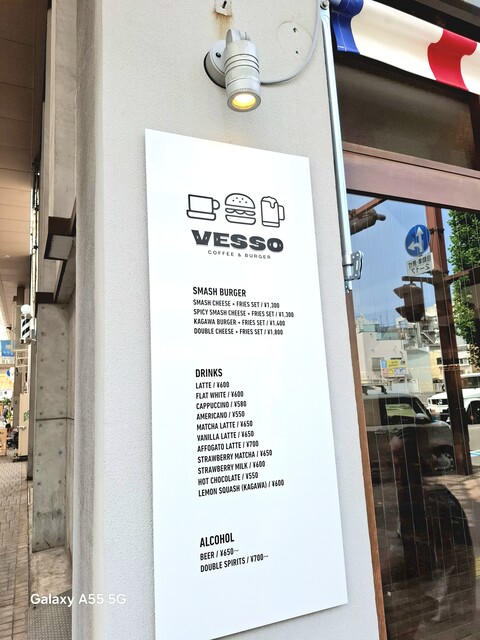 VESSO
COFFEE & BURGER
SMASH BURGER
SMASH CHEESE + FRIES SET / ¥1,300
SPICY SMASH CHEESE + FRIES SET / ¥1,300
KAGAWA BURGER + FRIES SET / ¥1,400
DOUBLE CHEESE + FRIES SET / ¥1,800
DRINKS
LATTE / ¥600
FLAT WHITE / ¥600
CAPPUCCINO / ¥580
AMERICANO / ¥550
MATCHA LATTE / ¥650
VANILLA LATTE / ¥650
AFFOGATO LATTE / ¥700
STRAWBERRY MATCHA / ¥650
STRAWBERRY MILK / ¥600
HOT CHOCOLATE / ¥550
LEMON SQUASH (KAGAWA) / ¥600
ALCOHOL
BEER / ¥650~
DOUBLE SPIRITS / ¥700~
Galaxy A55 5G